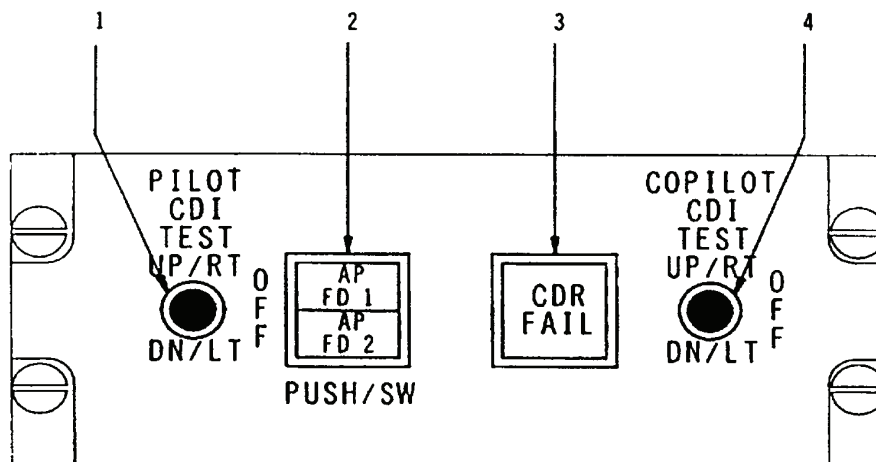 1 2 3 4
PILOT
CDI
TEST
UP/RT
OFF
DN/LT
AP
FD 1
AP
FD 2
PUSH/SW
CDR
FAIL
COPILOT
CDI
TEST
UP/RT
OFF
DN/LT